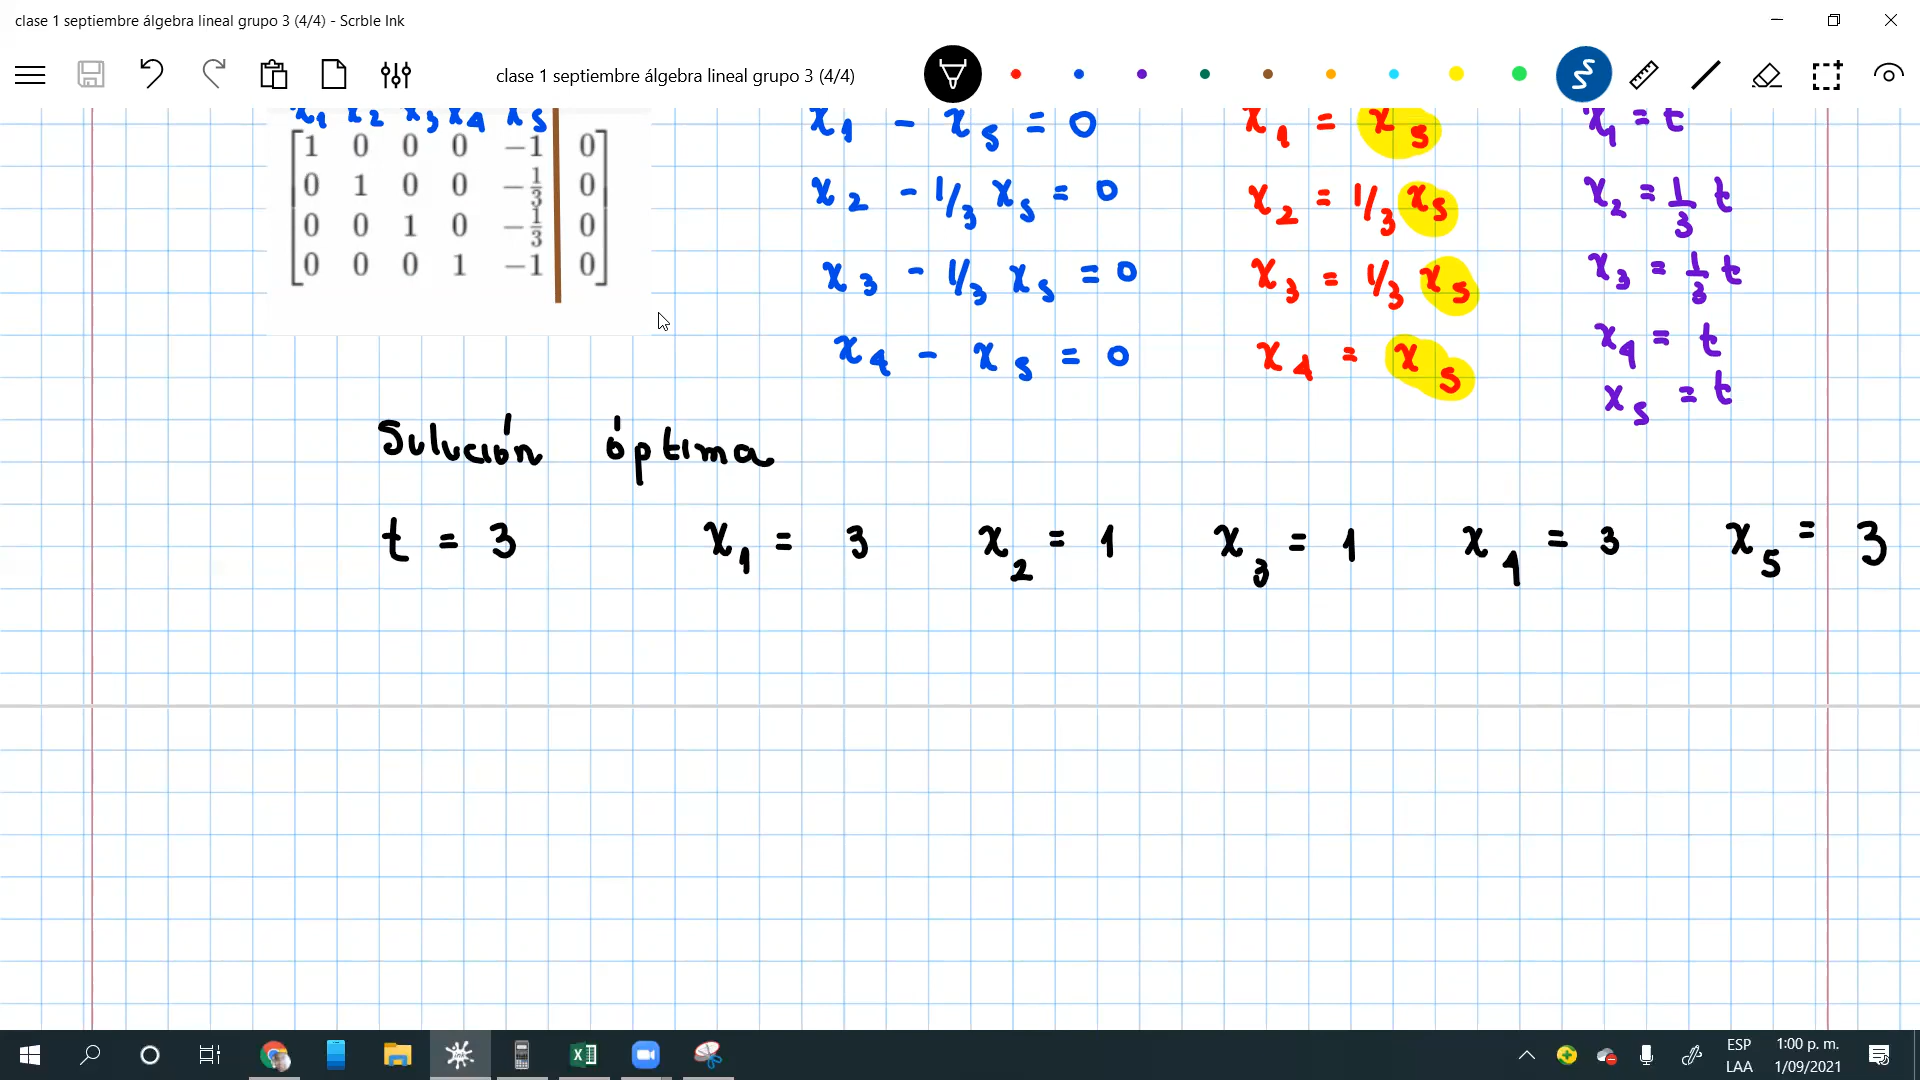 clase 1 septiembre álgebra lineal grupo 3 (4/4) - Scrble Ink
clase 1 septiembre álgebra lineal grupo 3 (4/4)
x1 x2 x3 x4 x5
1 0 0 0 -1 0
0 1 0 0 -1/3 0
0 0 1 0 -1/3 0
0 0 0 1 -1 0
x1 - x5 = 0
x2 - 1/3 x5 = 0
x3 - 1/3 x5 = 0
x4 - x5 = 0
x1 = x5
x2 = 1/3 x5
x3 = 1/3 x5
x4 = x5
x1 = t
x2 = 1/3 t
x3 = 1/3 t
x4 = t
x5 = t
Solución óptima
t = 3 x1 = 3 x2 = 1 x3 = 1 x4 = 3 x5 = 3
ESP
LAA
1:00 p. m.
1/09/2021